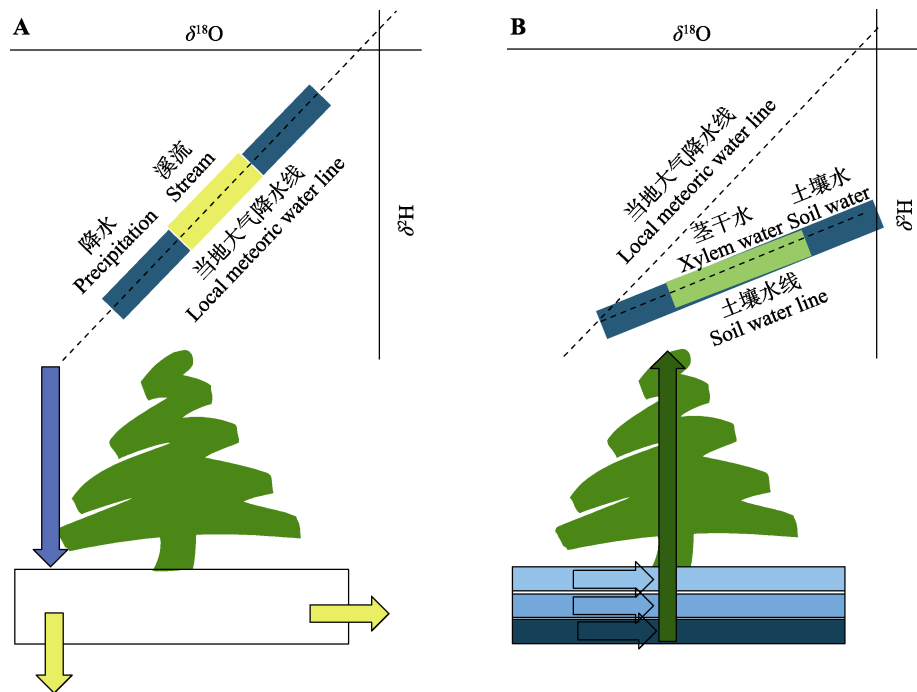 A
δ¹⁸O
δ²H
溪流
Stream
降水
Precipitation
当地大气降水线
Local meteoric water line
B
δ¹⁸O
δ²H
当地大气降水线
Local meteoric water line
茎干水
Xylem water
土壤水
Soil water
土壤水线
Soil water line